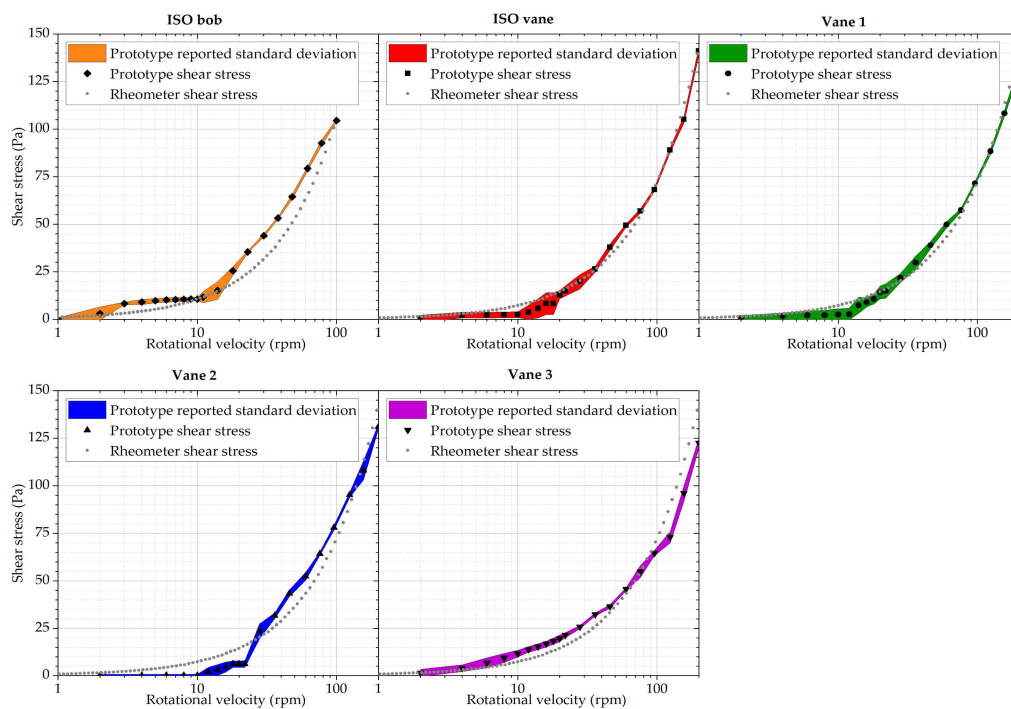 ISO bob
ISO vane
Vane 1
150
125
100
75
50
25
0
Shear stress (Pa)
Prototype reported standard deviation
Prototype shear stress
Rheometer shear stress
Prototype reported standard deviation
Prototype shear stress
Rheometer shear stress
Prototype reported standard deviation
Prototype shear stress
Rheometer shear stress
1 10 100
10 100
10 100
Rotational velocity (rpm)
Rotational velocity (rpm)
Rotational velocity (rpm)
Vane 2
Vane 3
150
125
100
75
50
25
0
Shear stress (Pa)
Prototype reported standard deviation
Prototype shear stress
Rheometer shear stress
Prototype reported standard deviation
Prototype shear stress
Rheometer shear stress
1 10 100
1 10 100
Rotational velocity (rpm)
Rotational velocity (rpm)